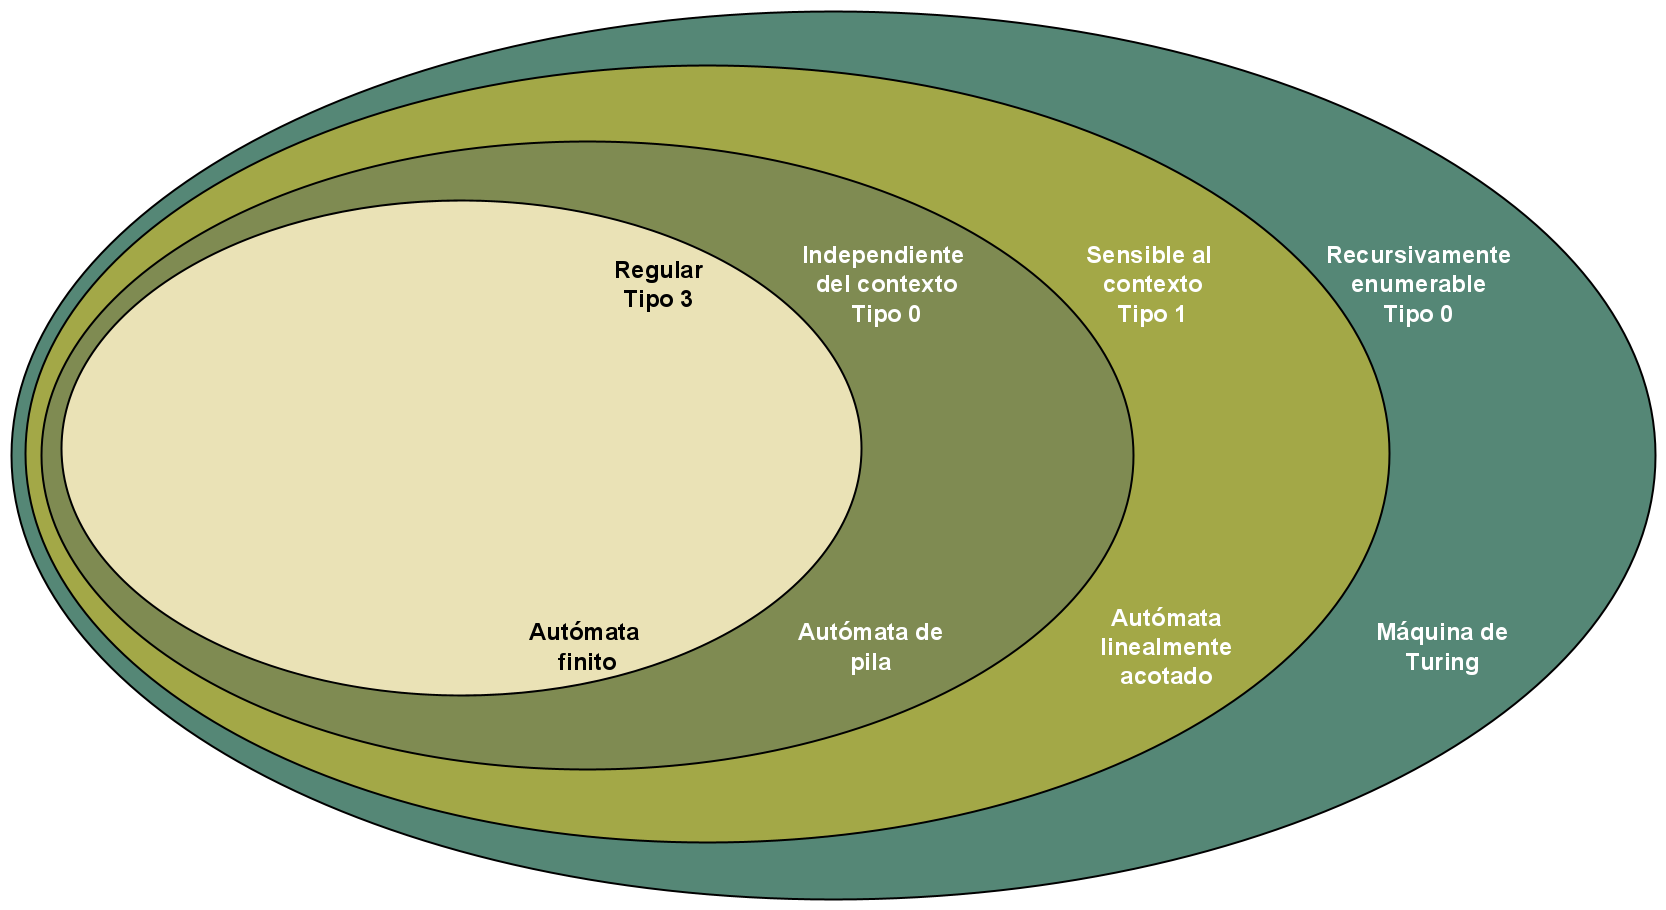 Regular
Tipo 3
Independiente
del contexto
Tipo 0
Sensible al
contexto
Tipo 1
Recursivamente
enumerable
Tipo 0
Autómata
finito
Autómata de
pila
Autómata
linealmente
acotado
Máquina de
Turing